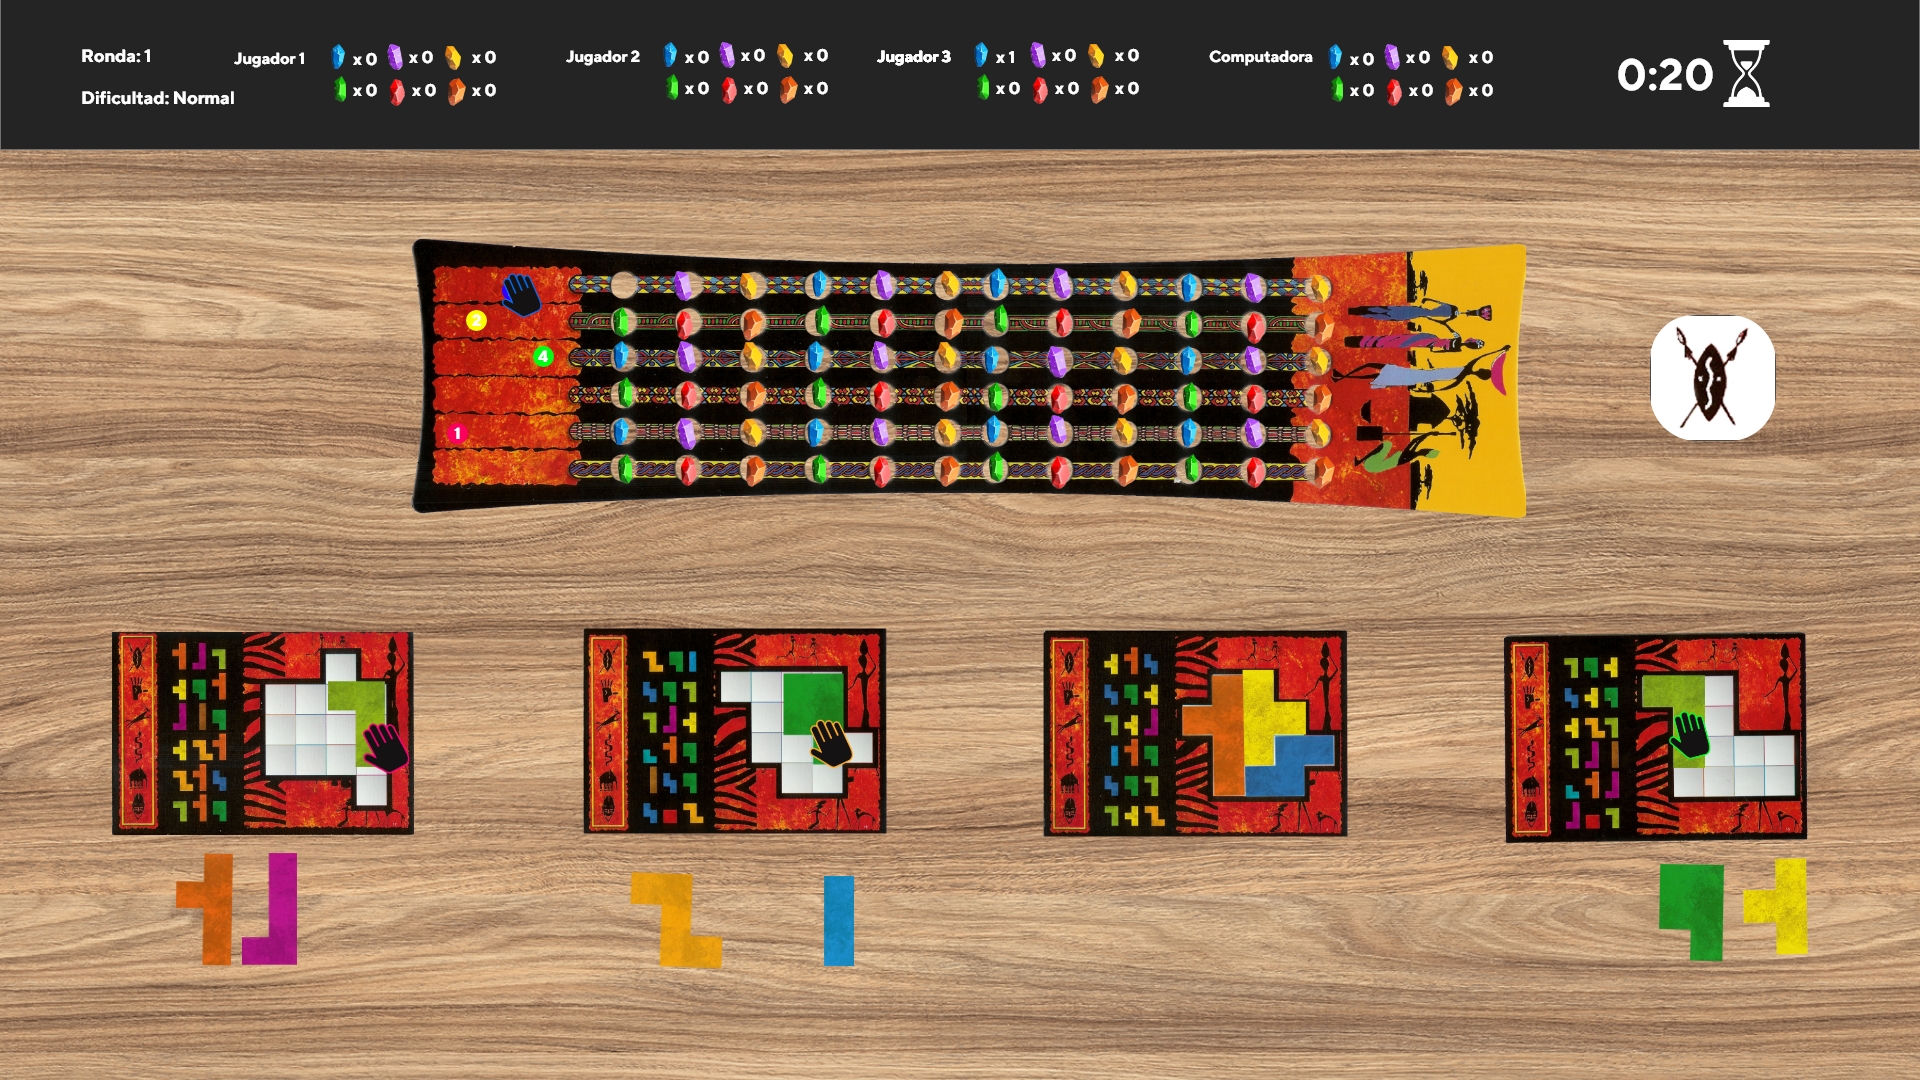 Ronda: 1
Dificultad: Normal
Jugador 1 x 0 x 0 x 0
x 0 x 0 x 0
Jugador 2 x 0 x 0 x 0
x 0 x 0 x 0
Jugador 3 x 1 x 0 x 0
x 0 x 0 x 0
Computadora x 0 x 0 x 0
x 0 x 0 x 0
0:20
2
4
1